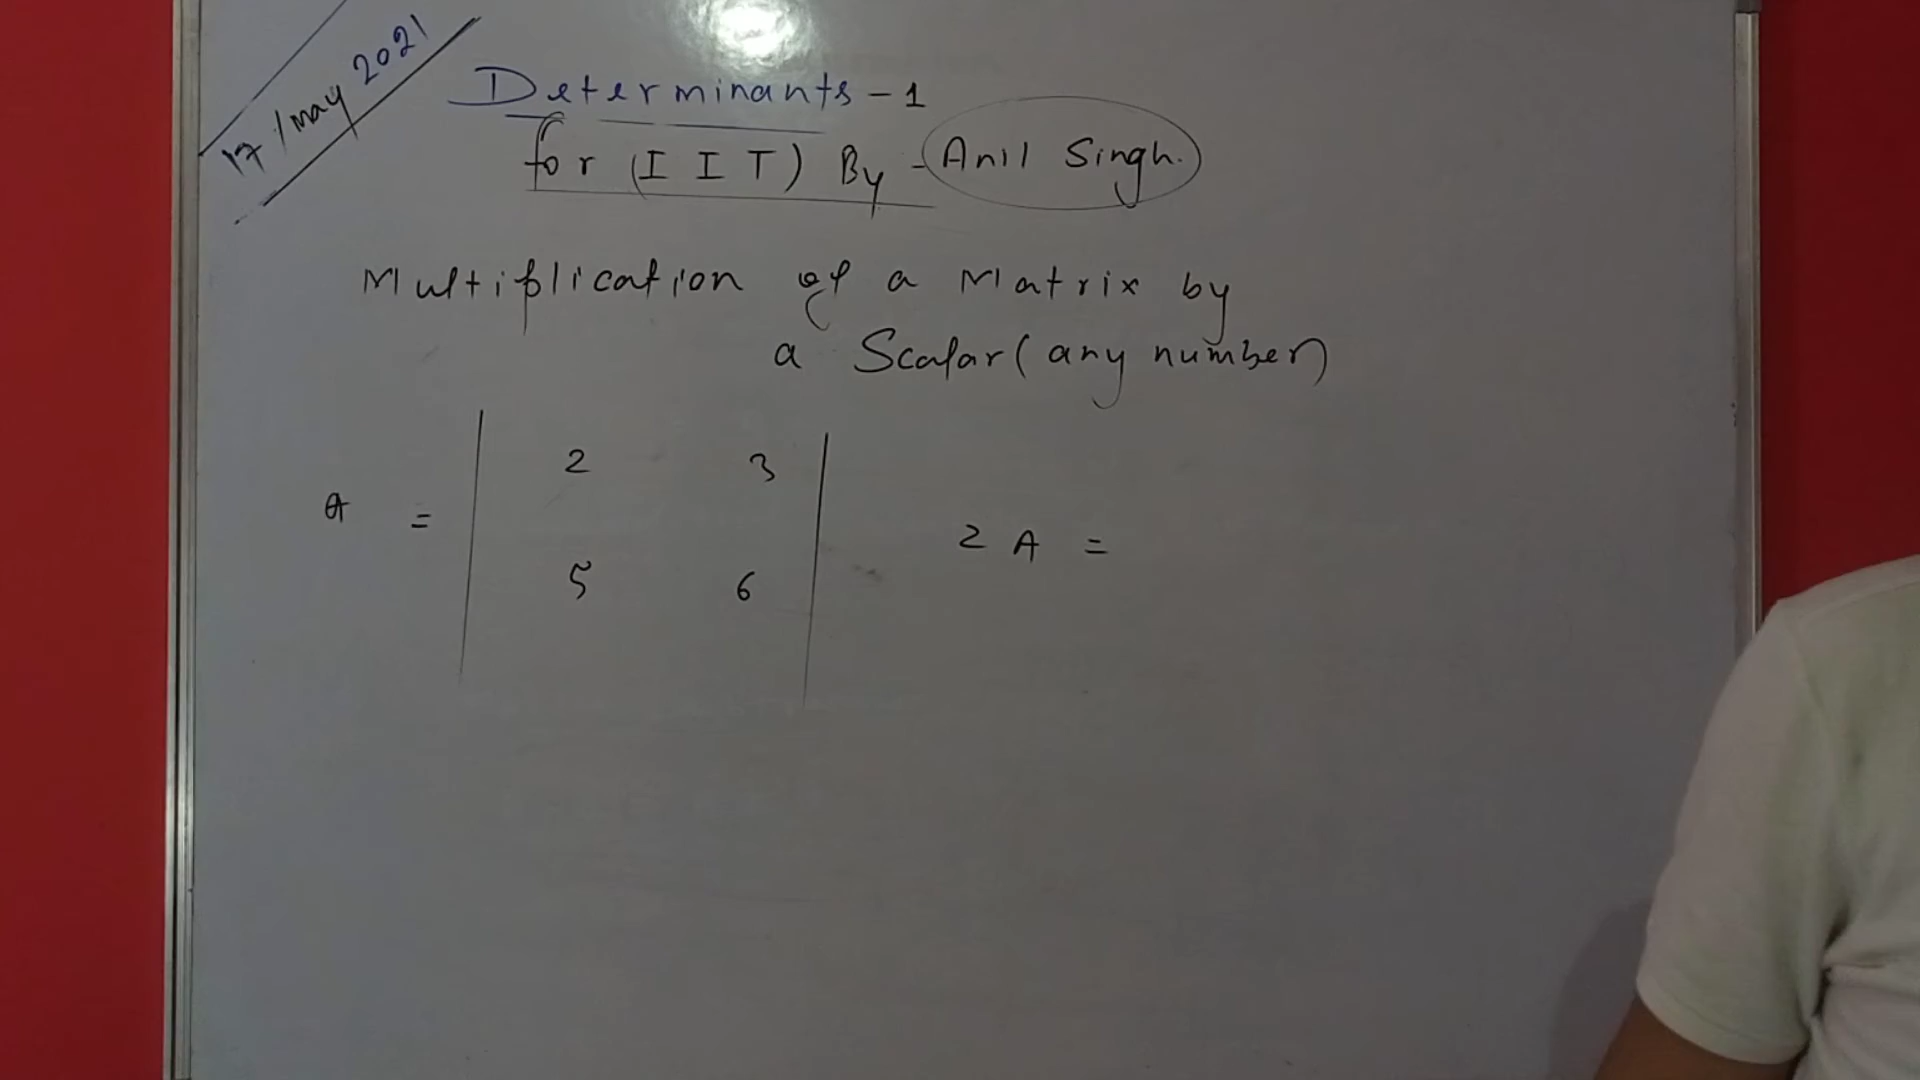 17/May 2021
Determinants-1
for (IIT) By - Anil Singh.
Multiplication of a Matrix by
a Scalar (any number)
A = | 2 3 |
| 5 6 |
2 A =